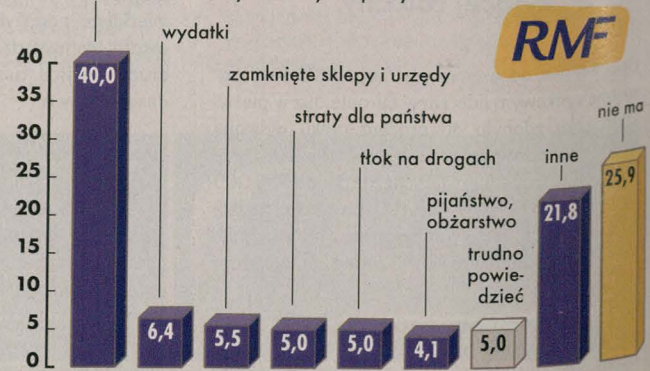 wydatki
RMF
zamknięte sklepy i urzędy
straty dla państwa
tłok na drogach
inne
nie ma
pijaństwo,
obżarstwo
trudno
powie-
dzieć
40
35
30
25
20
15
10
5
0
40,0
6,4
5,5
5,0
5,0
4,1
5,0
21,8
25,9